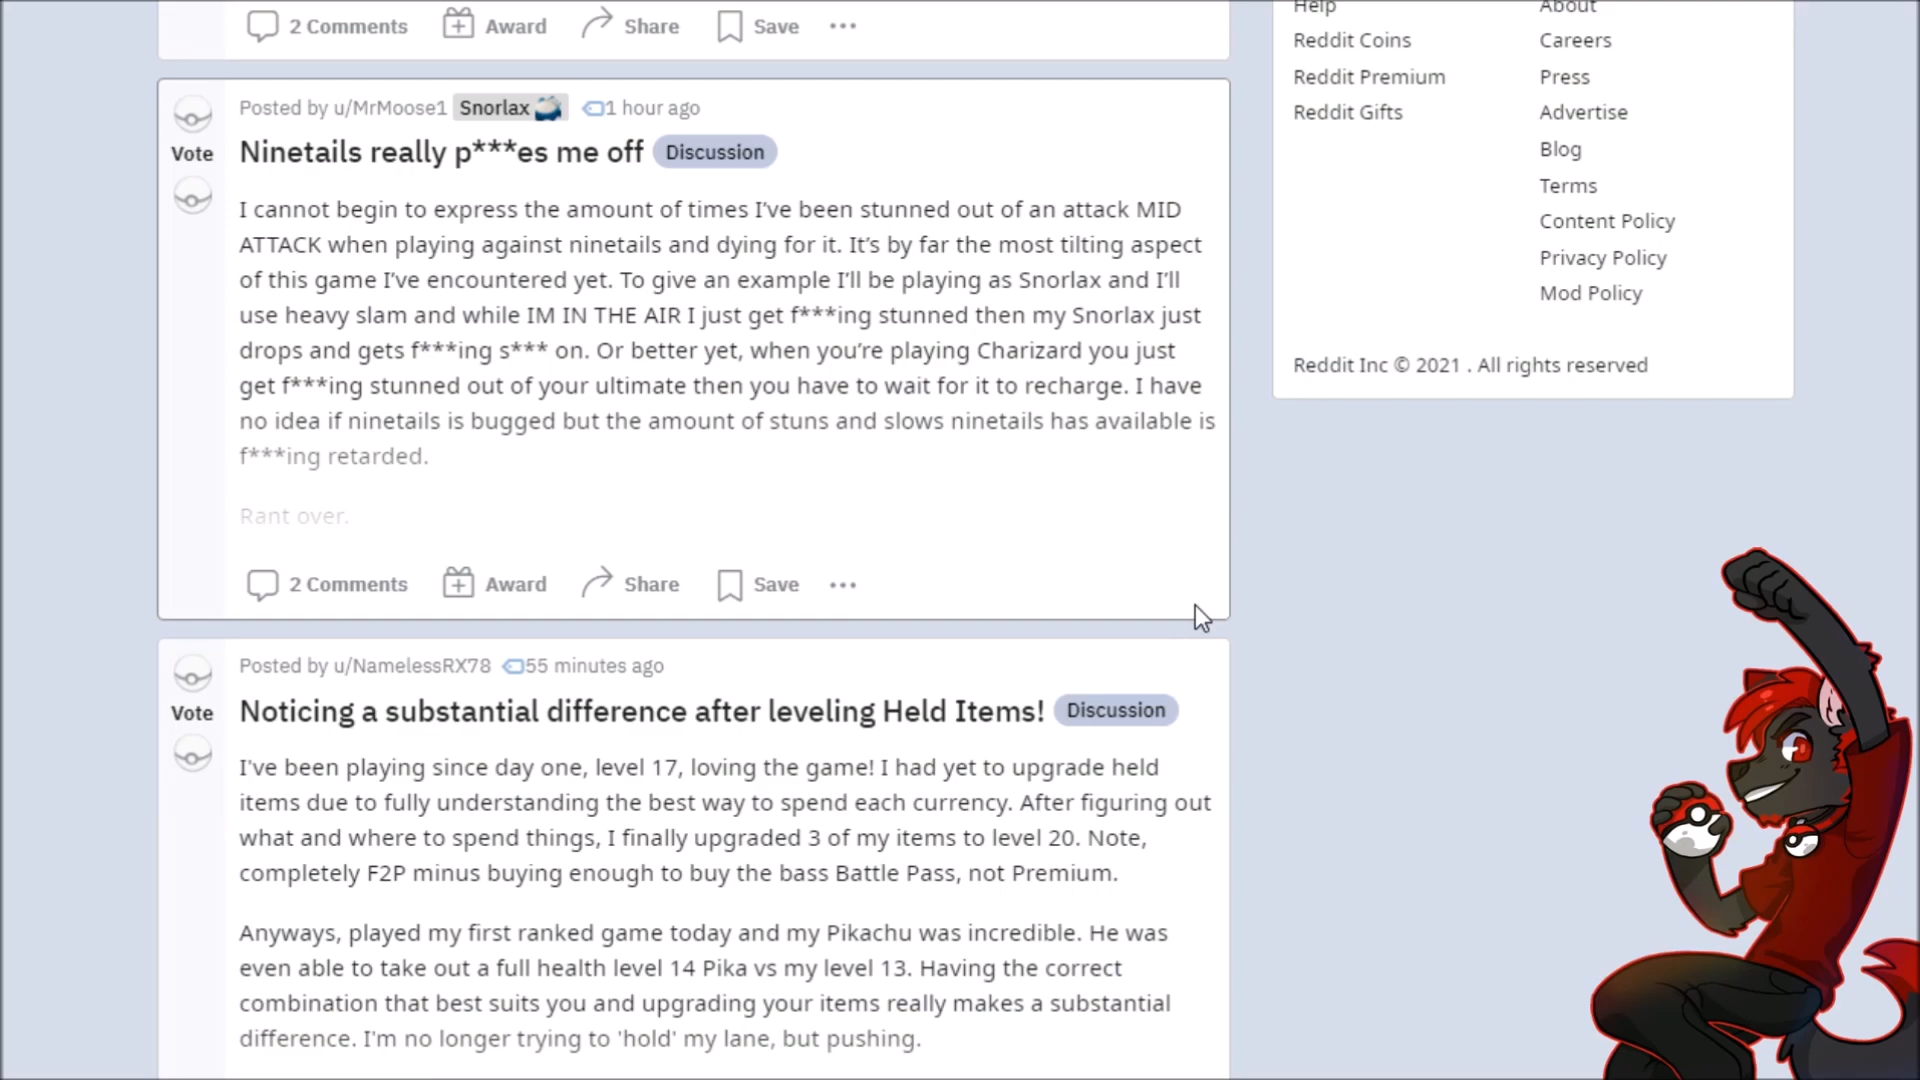 2 Comments Award Share Save
Help About
Reddit Coins Careers
Reddit Premium Press
Reddit Gifts Advertise
Blog
Terms
Content Policy
Privacy Policy
Mod Policy
Reddit Inc © 2021 . All rights reserved
Posted by u/MrMoose1 Snorlax 1 hour ago
Vote
Ninetails really p***es me off Discussion
I cannot begin to express the amount of times I've been stunned out of an attack MID
ATTACK when playing against ninetails and dying for it. It's by far the most tilting aspect
of this game I've encountered yet. To give an example I'll be playing as Snorlax and I'll
use heavy slam and while IM IN THE AIR I just get f***ing stunned then my Snorlax just
drops and gets f***ing s*** on. Or better yet, when you're playing Charizard you just
get f***ing stunned out of your ultimate then you have to wait for it to recharge. I have
no idea if ninetails is bugged but the amount of stuns and slows ninetails has available is
f***ing retarded.
Rant over.
2 Comments Award Share Save
Posted by u/NamelessRX78 55 minutes ago
Vote
Noticing a substantial difference after leveling Held Items! Discussion
I've been playing since day one, level 17, loving the game! I had yet to upgrade held
items due to fully understanding the best way to spend each currency. After figuring out
what and where to spend things, I finally upgraded 3 of my items to level 20. Note,
completely F2P minus buying enough to buy the bass Battle Pass, not Premium.
Anyways, played my first ranked game today and my Pikachu was incredible. He was
even able to take out a full health level 14 Pika vs my level 13. Having the correct
combination that best suits you and upgrading your items really makes a substantial
difference. I'm no longer trying to 'hold' my lane, but pushing.